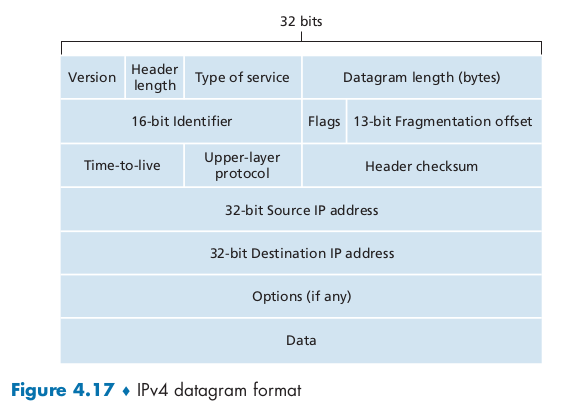 32 bits
Version
Header
length
Type of service
Datagram length (bytes)
16-bit Identifier
Flags
13-bit Fragmentation offset
Time-to-live
Upper-layer
protocol
Header checksum
32-bit Source IP address
32-bit Destination IP address
Options (if any)
Data
Figure 4.17 ♦ IPv4 datagram format